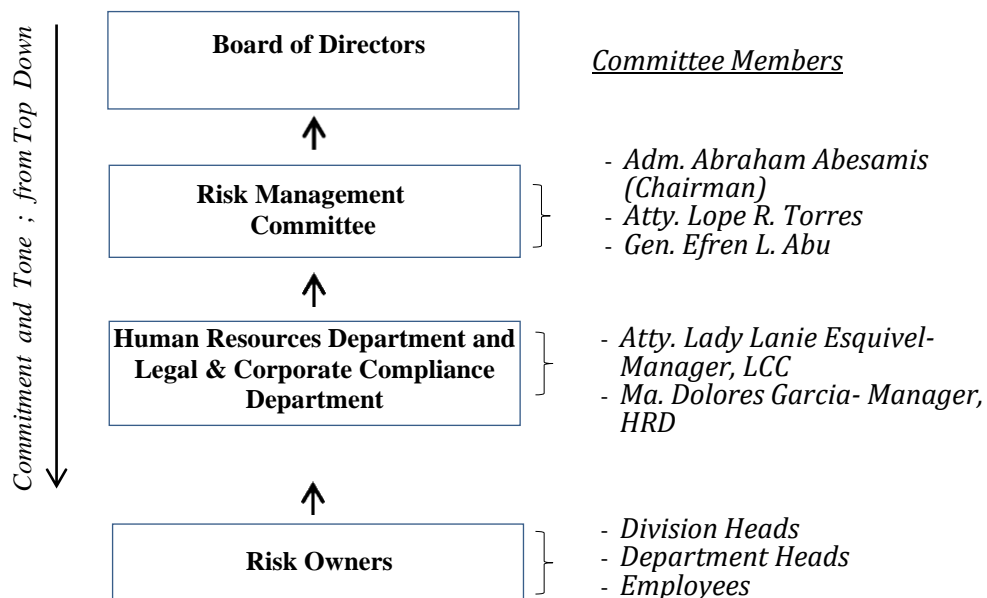 Commitment and Tone ; from Top Down
Board of Directors
Committee Members
Risk Management
Committee
- Adm. Abraham Abesamis
(Chairman)
- Atty. Lope R. Torres
- Gen. Efren L. Abu
Human Resources Department and
Legal & Corporate Compliance
Department
- Atty. Lady Lanie Esquivel-
Manager, LCC
- Ma. Dolores Garcia- Manager,
HRD
Risk Owners
- Division Heads
- Department Heads
- Employees